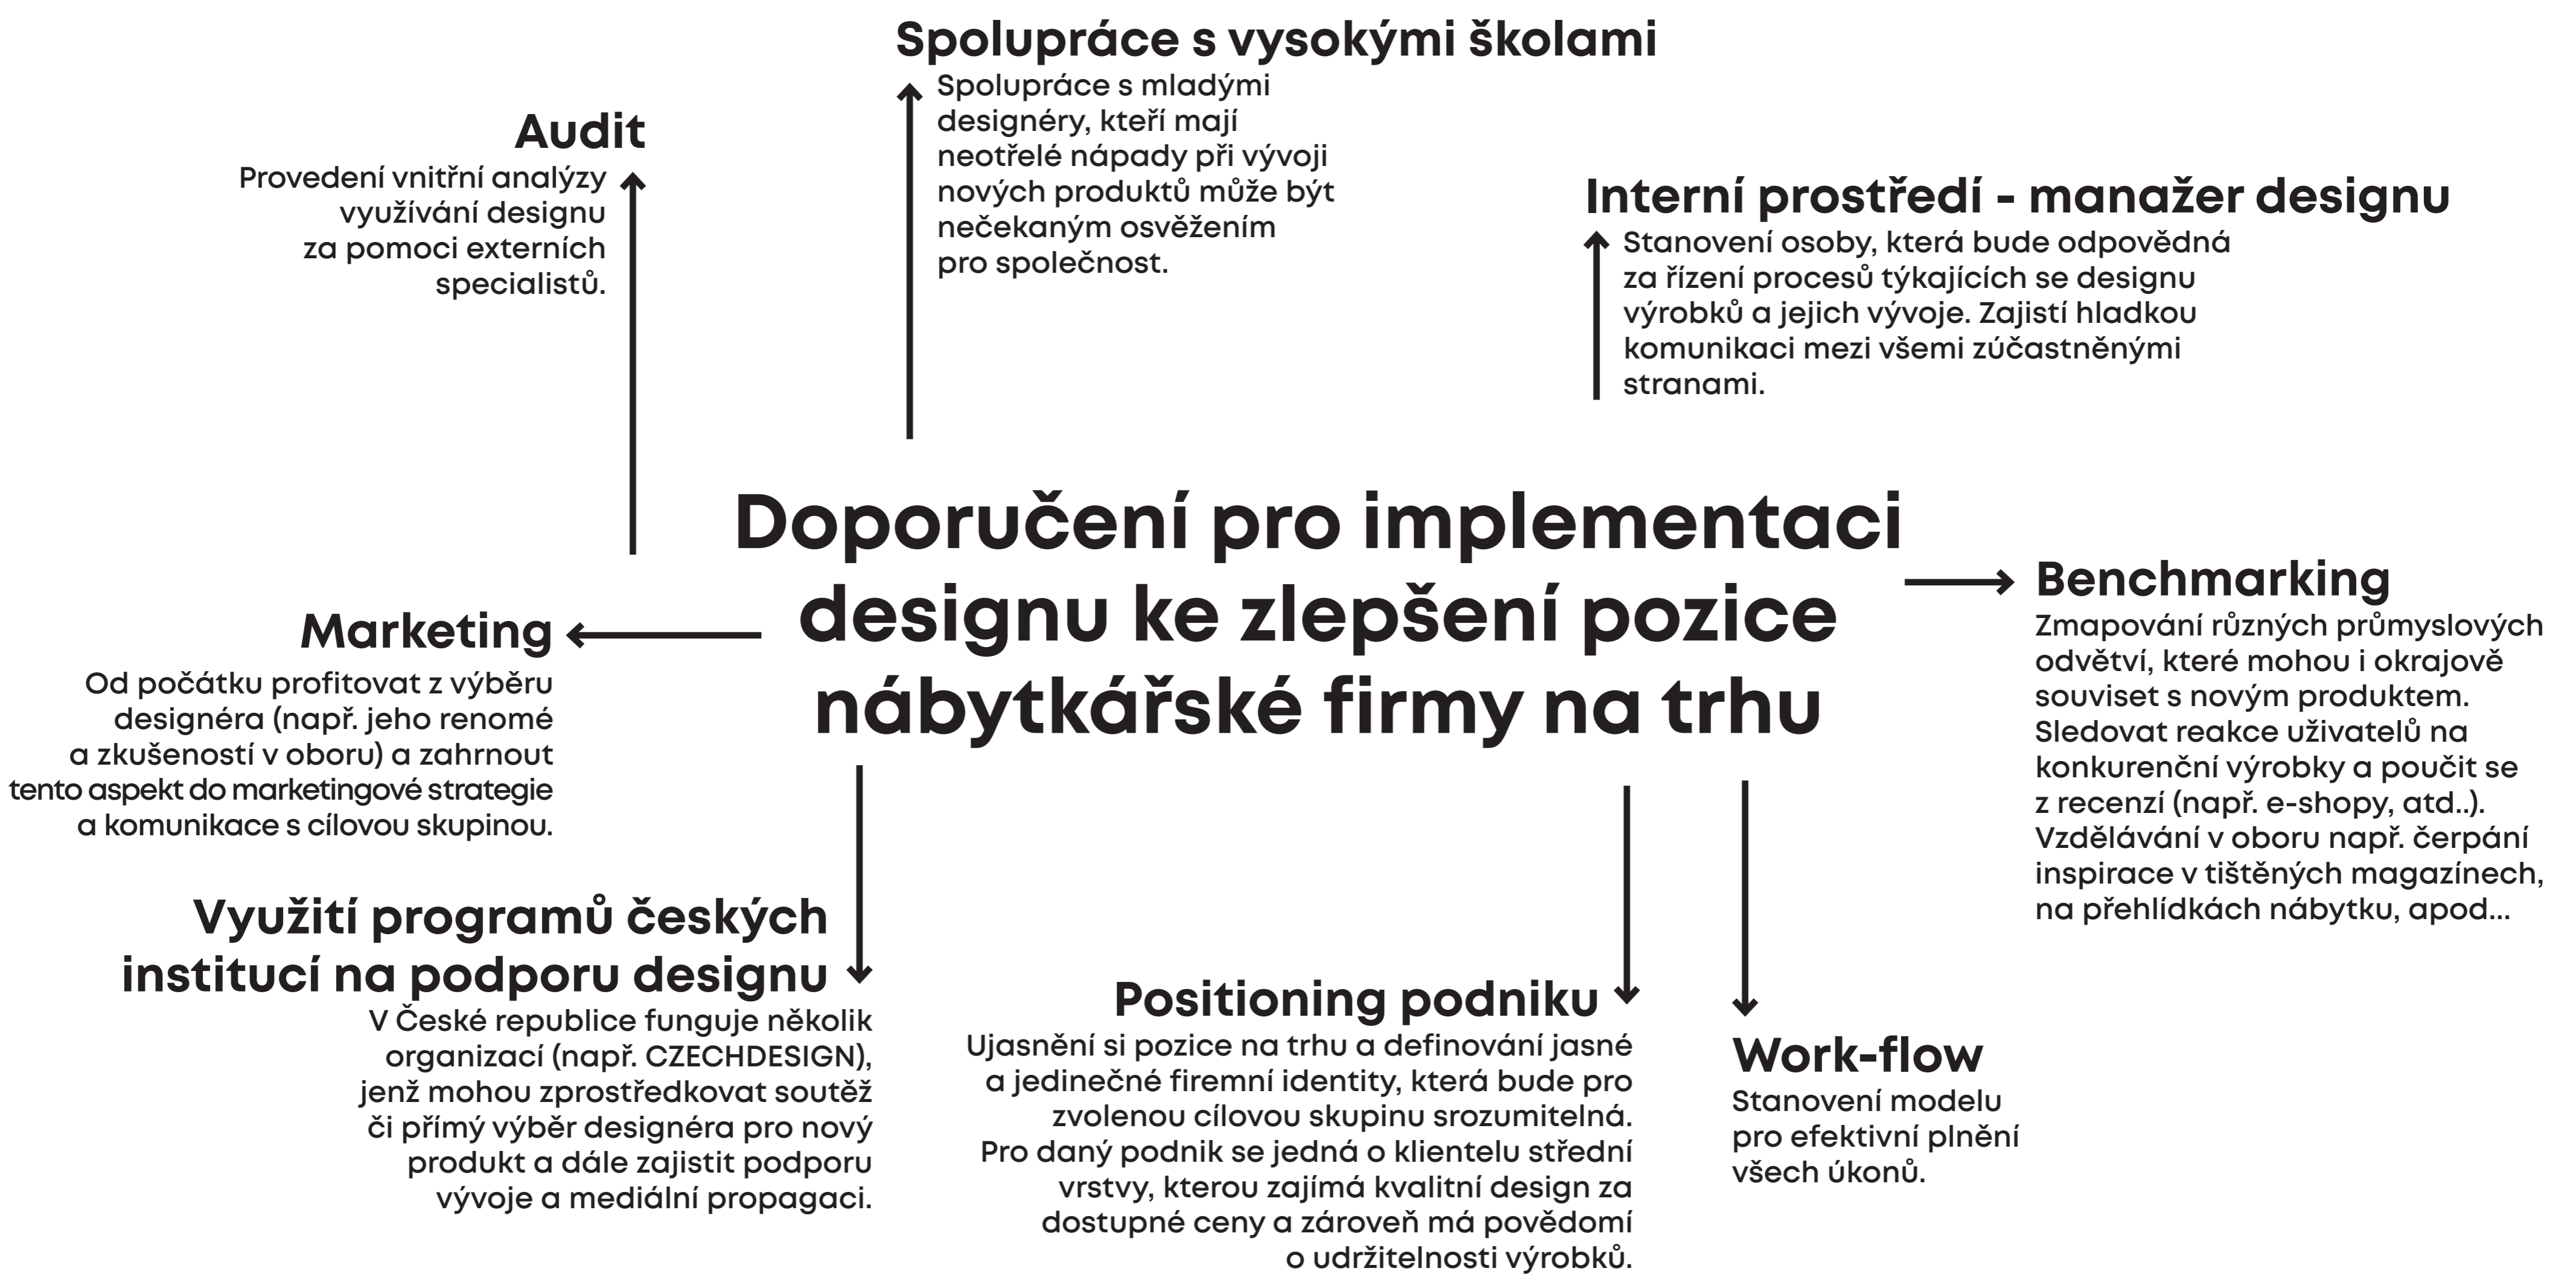 Spolupráce s vysokými školami
Spolupráce s mladými
designéry, kteří mají
neotřelé nápady při vývoji
nových produktů může být
nečekaným osvěžením
pro společnost.
Audit
Provedení vnitřní analýzy
využívání designu
za pomoci externích
specialistů.
Interní prostředí - manažer designu
Stanovení osoby, která bude odpovědná
za řízení procesů týkajících se designu
výrobků a jejich vývoje. Zajistí hladkou
komunikaci mezi všemi zúčastněnými
stranami.
Doporučení pro implementaci
designu ke zlepšení pozice
nábytkářské firmy na trhu
Benchmarking
Zmapování různých průmyslových
odvětví, které mohou i okrajově
souviset s novým produktem.
Sledovat reakce uživatelů na
konkurenční výrobky a poučit se
z recenzí (např. e-shopy, atd..).
Vzdělávání v oboru např. čerpání
inspirace v tištěných magazínech,
na přehlídkách nábytku, apod...
Marketing
Od počátku profitovat z výběru
designéra (např. jeho renomé
a zkušeností v oboru) a zahrnout
tento aspekt do marketingové strategie
a komunikace s cílovou skupinou.
Využití programů českých
institucí na podporu designu
V České republice funguje několik
organizací (např. CZECHDESIGN),
jenž mohou zprostředkovat soutěž
či přímý výběr designéra pro nový
produkt a dále zajistit podporu
vývoje a mediální propagaci.
Positioning podniku
Ujasnění si pozice na trhu a definování jasné
a jedinečné firemní identity, která bude pro
zvolenou cílovou skupinu srozumitelná.
Pro daný podnik se jedná o klientelu střední
vrstvy, kterou zajímá kvalitní design za
dostupné ceny a zároveň má povědomí
o udržitelnosti výrobků.
Work-flow
Stanovení modelu
pro efektivní plnění
všech úkonů.